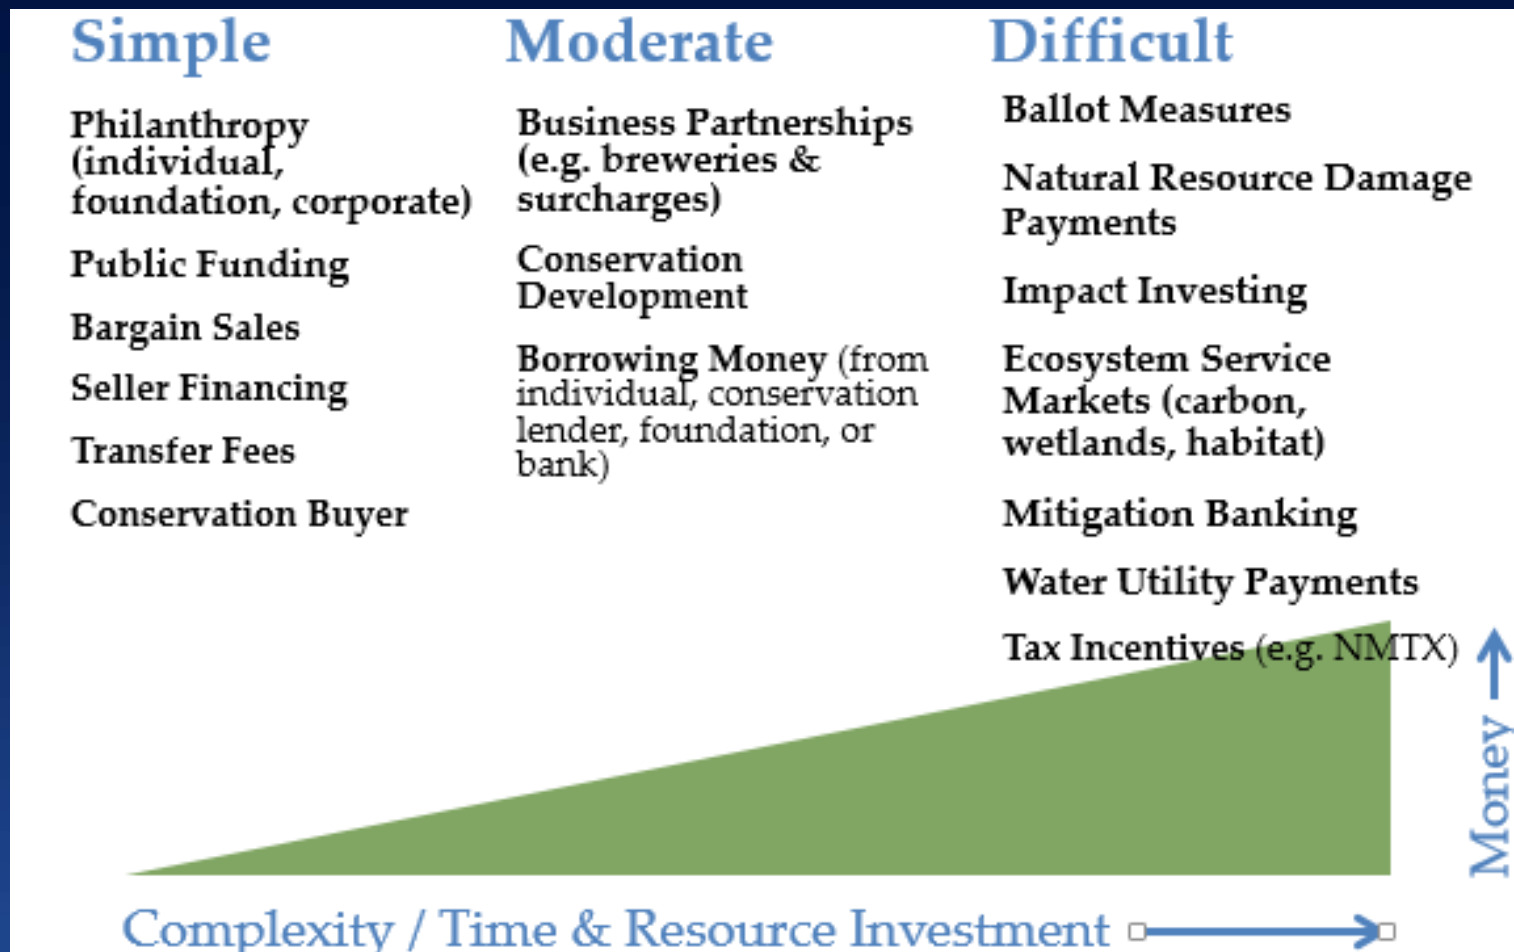 Simple
Philanthropy
(individual,
foundation, corporate)
Public Funding
Bargain Sales
Seller Financing
Transfer Fees
Conservation Buyer
Moderate
Business Partnerships
(e.g. breweries &
surcharges)
Conservation
Development
Borrowing Money (from
individual, conservation
lender, foundation, or
bank)
Difficult
Ballot Measures
Natural Resource Damage
Payments
Impact Investing
Ecosystem Service
Markets (carbon,
wetlands, habitat)
Mitigation Banking
Water Utility Payments
Tax Incentives (e.g. NMTX)
Money
Complexity / Time & Resource Investment